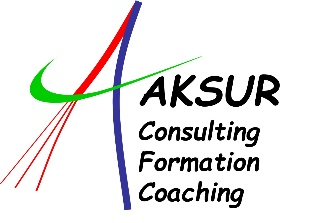 AKSUR
Consulting
Formation
Coaching